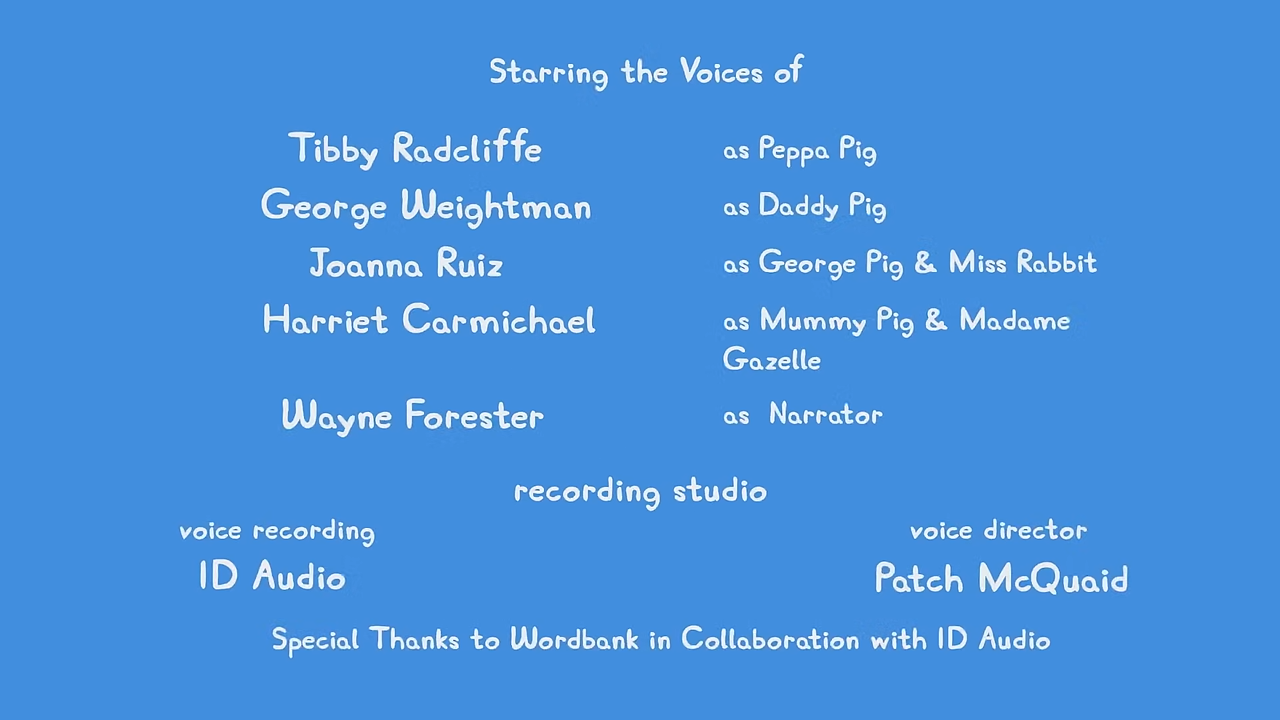 Starring the Voices of
Tibby Radcliffe as Peppa Pig
George Weightman as Daddy Pig
Joanna Ruiz as George Pig & Miss Rabbit
Harriet Carmichael as Mummy Pig & Madame
Gazelle
Wayne Forester as Narrator
recording studio
voice recording voice director
ID Audio Patch McQuaid
Special Thanks to Wordbank in Collaboration with ID Audio